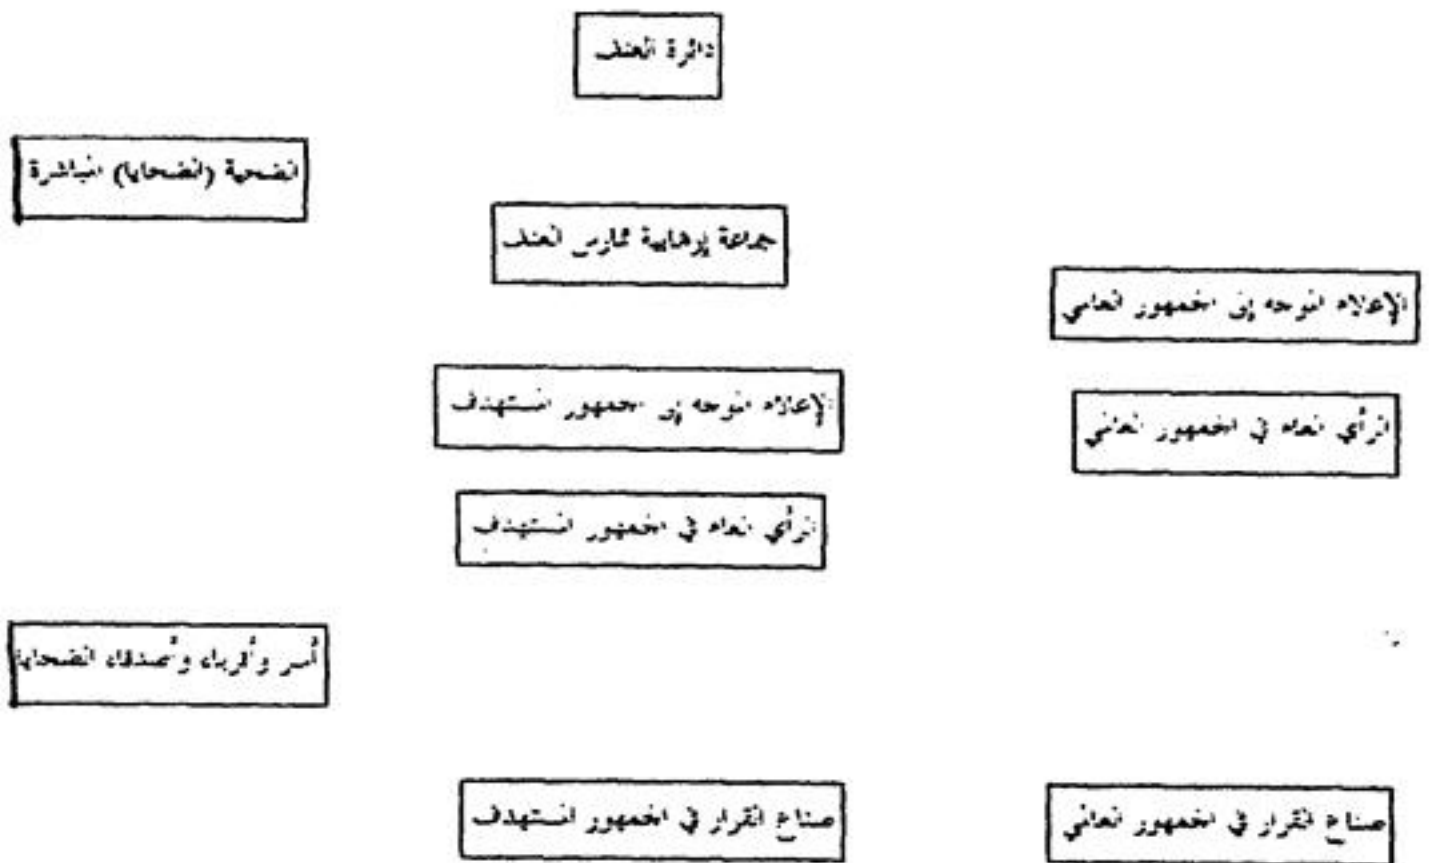 دائرة العنف
الضحية (الضحايا) المباشرة
جماعة إرهابية تمارس العنف
الإعلام الموجه إلى الجمهور العالمي
الإعلام الموجه إلى الجمهور المستهدف
الرأي العام في الجمهور العالمي
الرأي العام في الجمهور المستهدف
أسر وأقرباء وأصدقاء الضحايا
صناع القرار في الجمهور المستهدف
صناع القرار في الجمهور العالمي